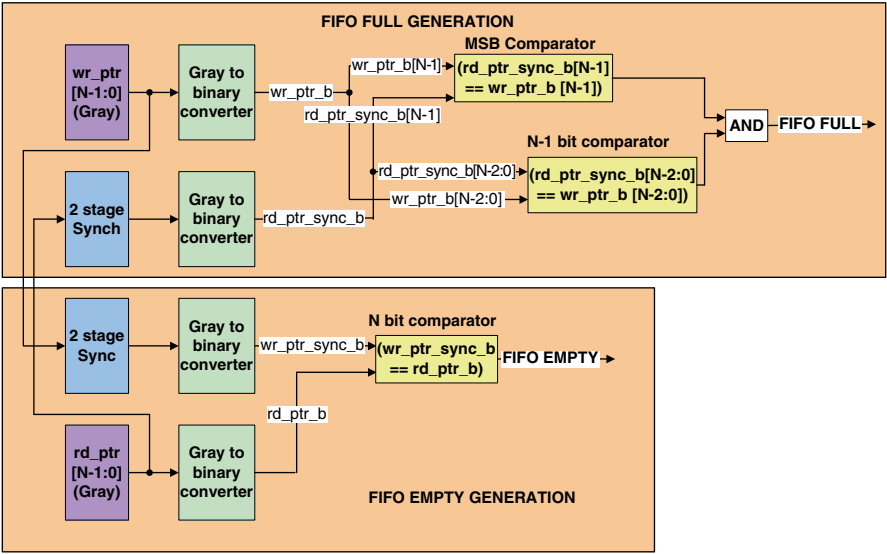 FIFO FULL GENERATION
wr_ptr
[N-1:0]
(Gray)
Gray to
binary
converter
wr_ptr_b
wr_ptr_b[N-1]
rd_ptr_sync_b[N-1]
MSB Comparator
(rd_ptr_sync_b[N-1]
== wr_ptr_b [N-1])
AND
FIFO FULL
N-1 bit comparator
rd_ptr_sync_b[N-2:0]
wr_ptr_b[N-2:0]
(rd_ptr_sync_b[N-2:0]
== wr_ptr_b [N-2:0])
2 stage
Synch
Gray to
binary
converter
rd_ptr_sync_b
2 stage
Sync
Gray to
binary
converter
wr_ptr_sync_b
N bit comparator
(wr_ptr_sync_b
== rd_ptr_b)
FIFO EMPTY
rd_ptr_b
rd_ptr
[N-1:0]
(Gray)
Gray to
binary
converter
FIFO EMPTY GENERATION